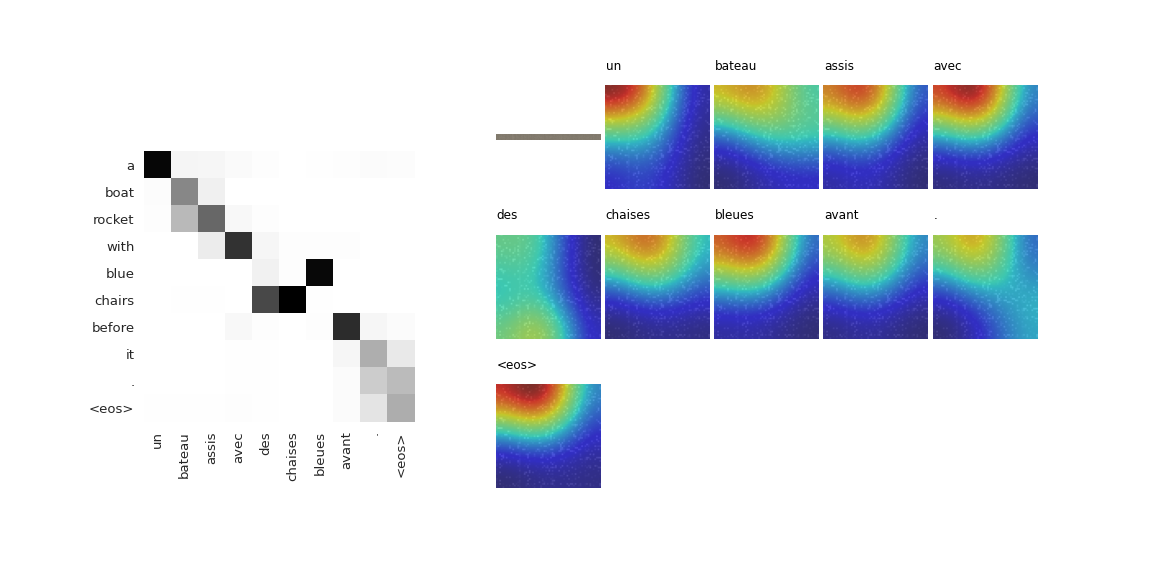 a
boat
rocket
with
blue
chairs
before
it
.
<eos>
un
bateau
assis
avec
des
chaises
bleues
avant
.
<eos>
un bateau assis avec
des chaises bleues avant .
<eos>